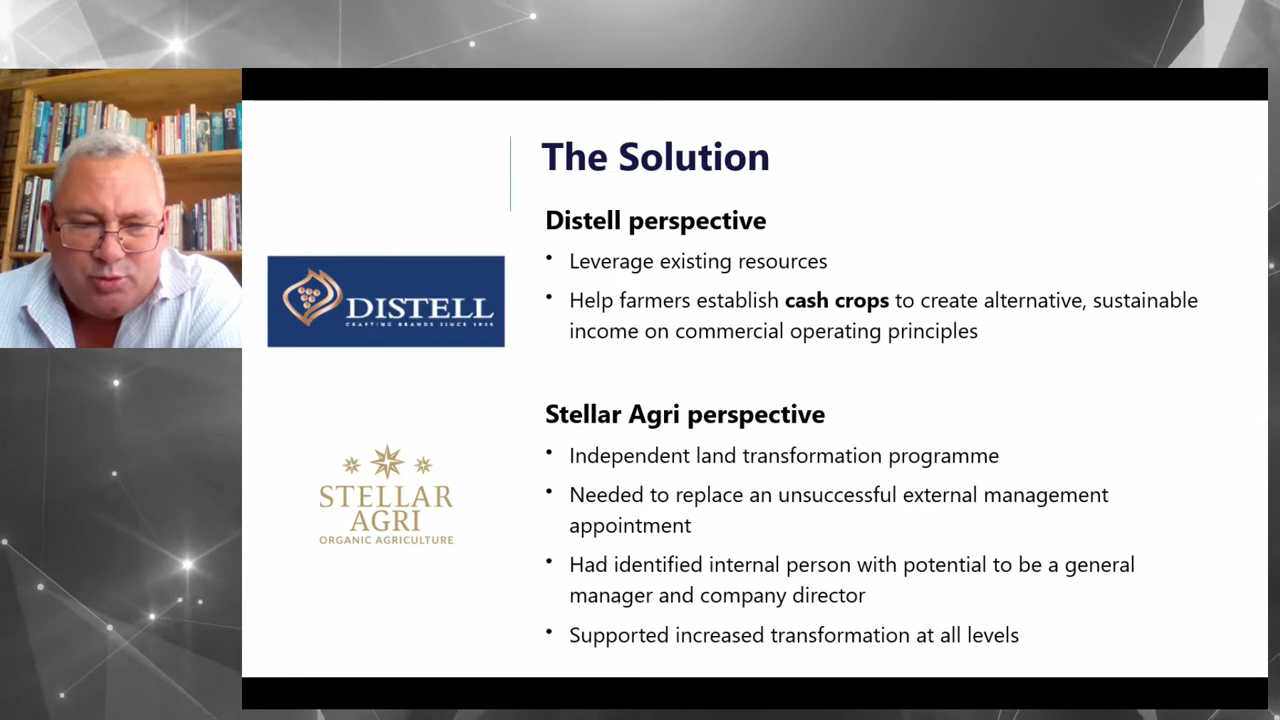 The Solution
Distell perspective
• Leverage existing resources
• Help farmers establish cash crops to create alternative, sustainable
income on commercial operating principles
DISTELL
CRAFTING BRANDS SINCE 1925
Stellar Agri perspective
• Independent land transformation programme
• Needed to replace an unsuccessful external management
appointment
• Had identified internal person with potential to be a general
manager and company director
• Supported increased transformation at all levels
STELLAR
AGRI
ORGANIC AGRICULTURE